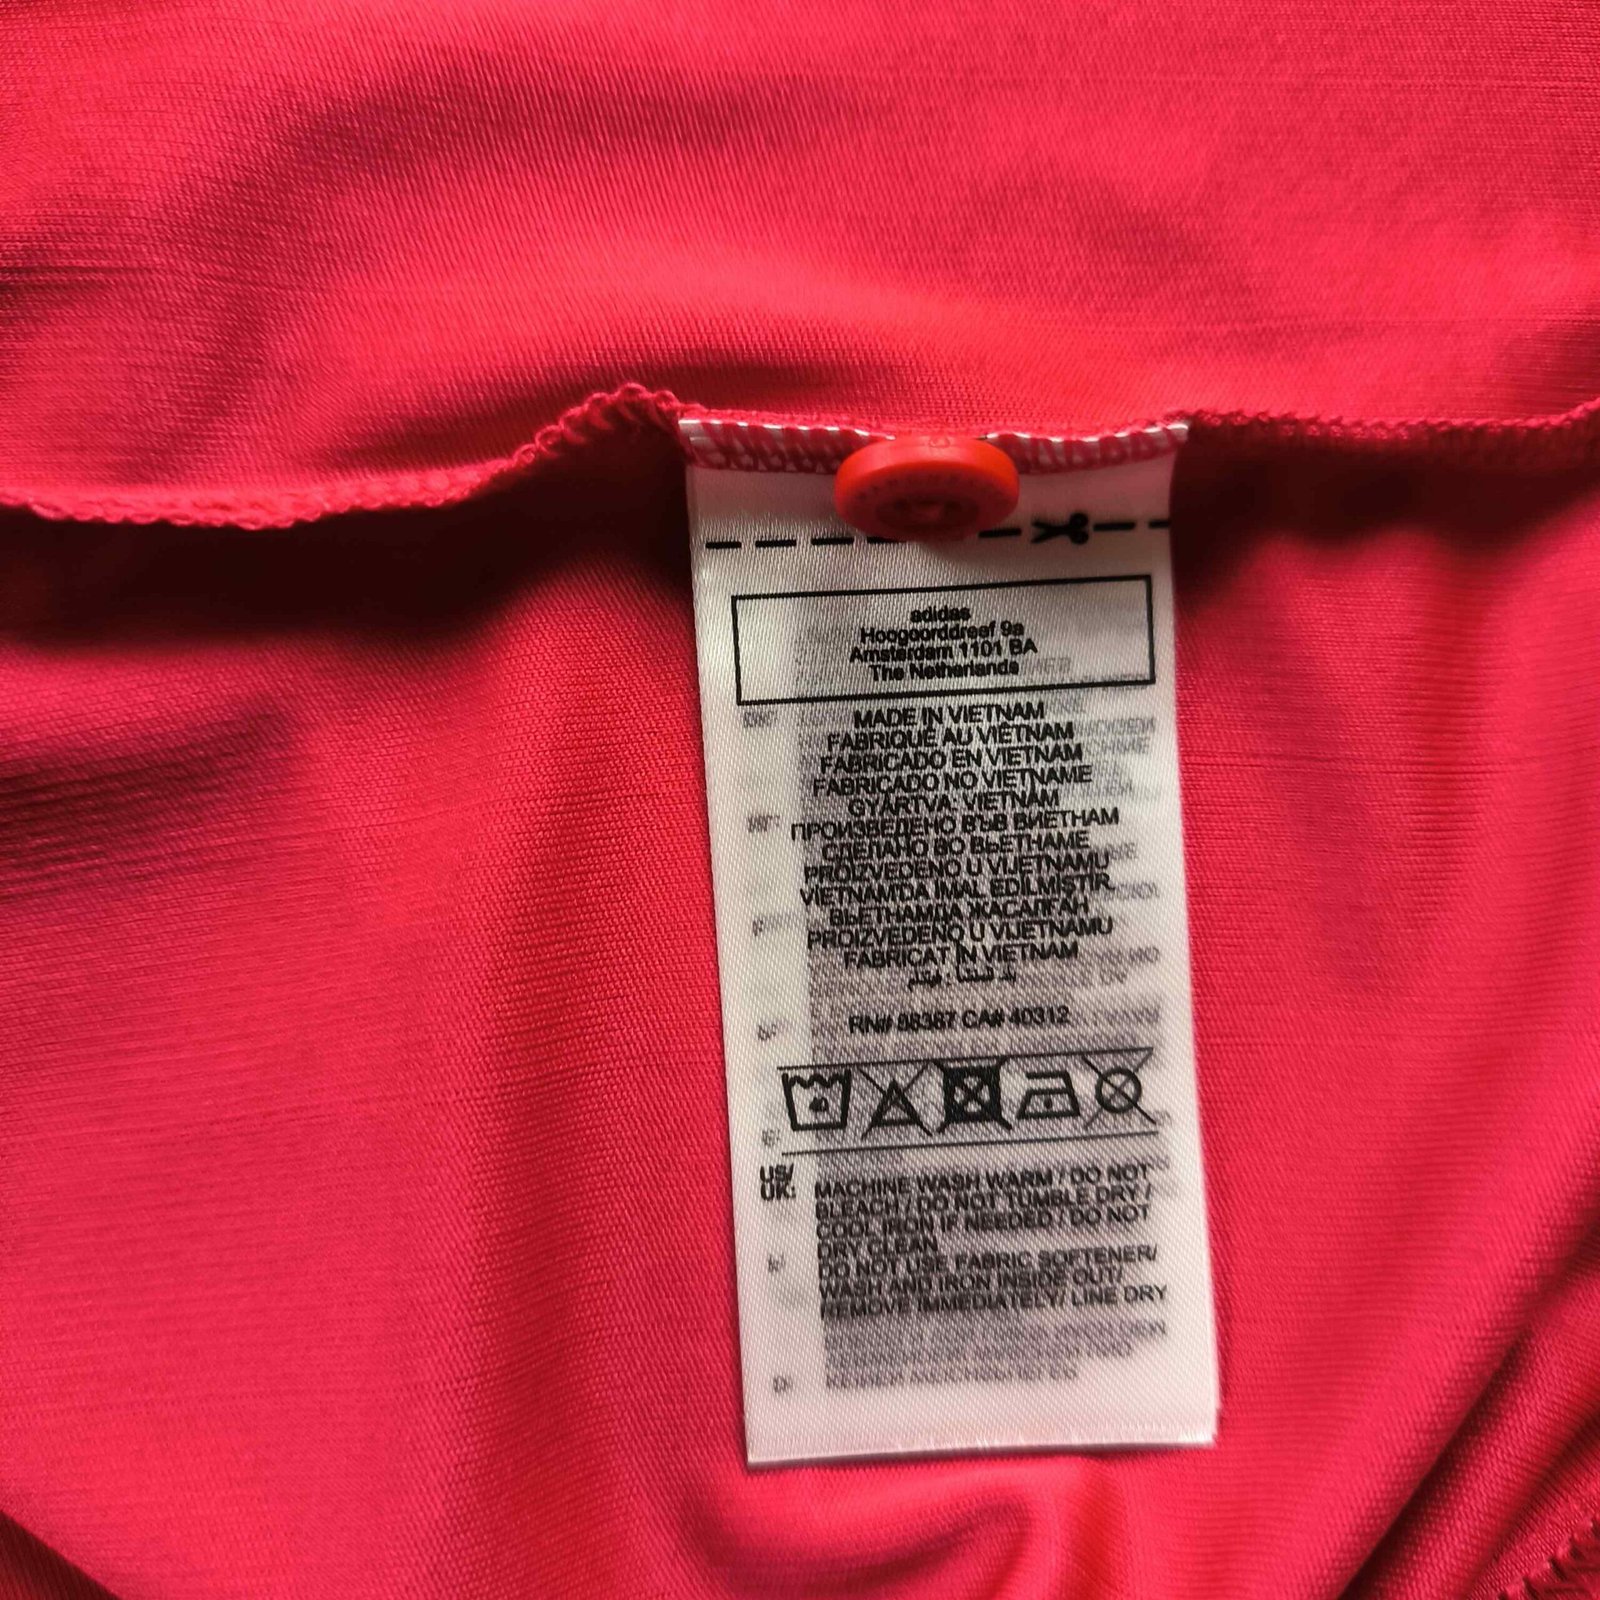 adidas
Hoogoorddreef 9a
Amsterdam 1101 BA
The Netherlands
MADE IN VIETNAM
FABRIQUÉ AU VIETNAM
FABRICADO EN VIETNAM
FABRICADO NO VIETNAME
GYÁRTVA: VIETNÁM
ПРОИЗВЕДЕНО ВЪВ ВИЕТНАМ
СДЕЛАНО ВО ВЬЕТНАМЕ
PROIZVEDENO U VIJETNAMU
VIETNAM'DA İMAL EDİLMİŞTİR.
ВЬЕТНАМДА ЖАСАЛҒАН
PROIZVEDENO U VIJETNAMU
FABRICAT ÎN VIETNAM
RN# 88387 CA# 40312
40
US/
UK:
MACHINE WASH WARM / DO NOT
BLEACH / DO NOT TUMBLE DRY /
COOL IRON IF NEEDED / DO NOT
DRY CLEAN
DO NOT USE FABRIC SOFTENER/
WASH AND IRON INSIDE OUT/
REMOVE IMMEDIATELY/ LINE DRY